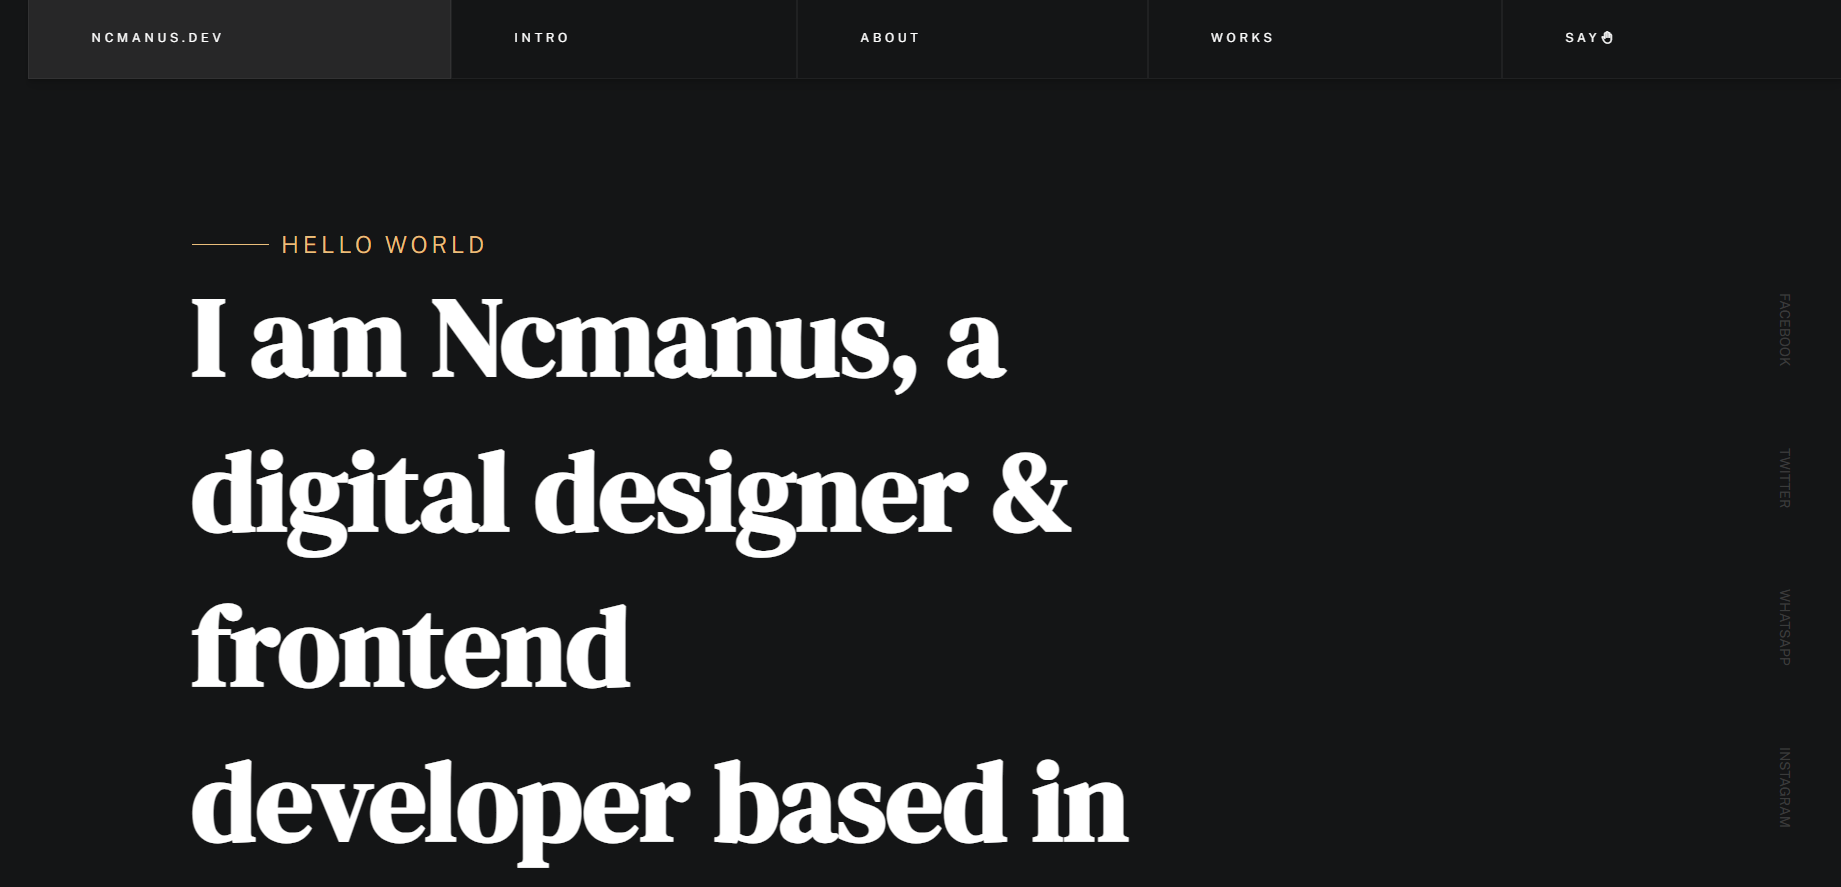 NCMANUS.DEV
INTRO
ABOUT
WORKS
SAY
HELLO WORLD
I am Ncmanus, a
digital designer &
frontend
developer based in
FACEBOOK
TWITTER
WHATSAPP
INSTAGRAM